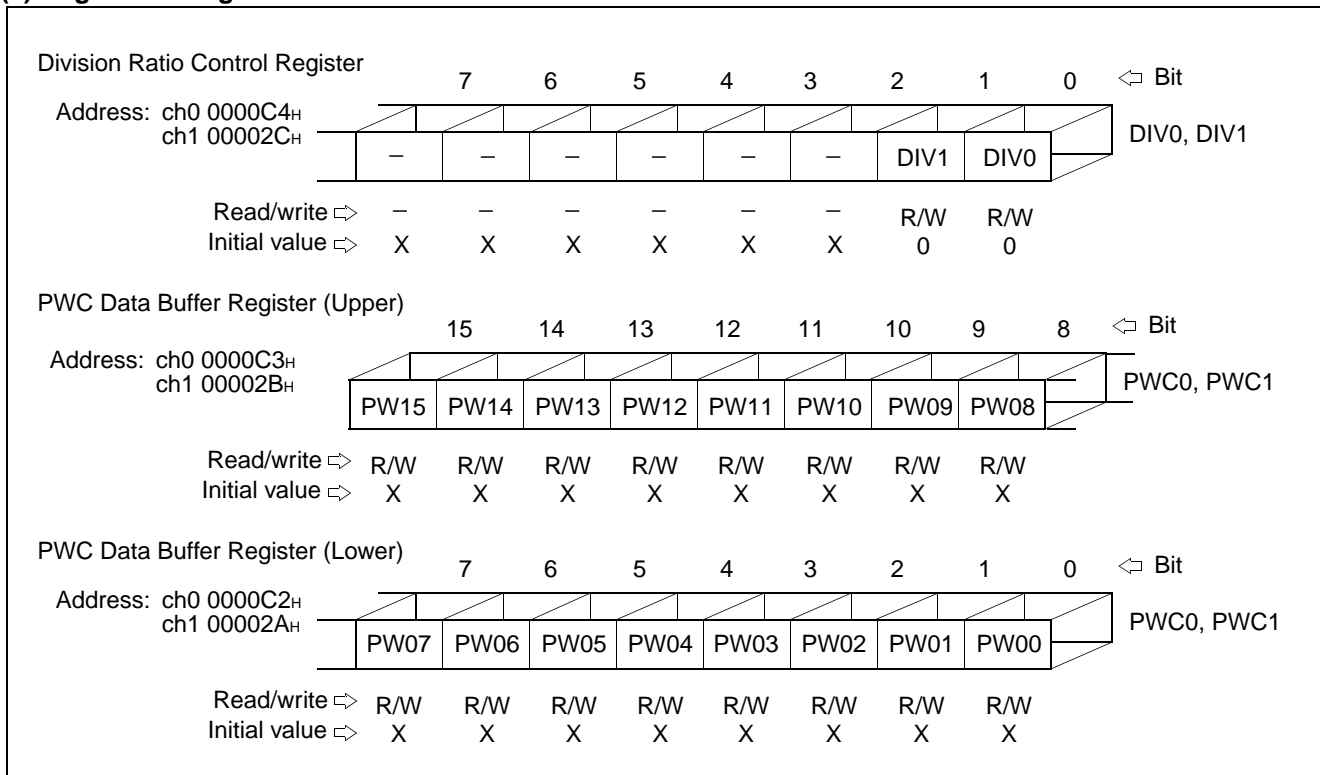 Division Ratio Control Register
7 6 5 4 3 2 1 0 ⇦ Bit
Address: ch0 0000C4H
ch1 00002CH
– – – – – – DIV1 DIV0
DIV0, DIV1
Read/write ⇨ – – – – – – R/W R/W
Initial value ⇨ X X X X X X 0 0
PWC Data Buffer Register (Upper)
15 14 13 12 11 10 9 8 ⇦ Bit
Address: ch0 0000C3H
ch1 00002BH
PW15 PW14 PW13 PW12 PW11 PW10 PW09 PW08
PWC0, PWC1
Read/write ⇨ R/W R/W R/W R/W R/W R/W R/W R/W
Initial value ⇨ X X X X X X X X
PWC Data Buffer Register (Lower)
7 6 5 4 3 2 1 0 ⇦ Bit
Address: ch0 0000C2H
ch1 00002AH
PW07 PW06 PW05 PW04 PW03 PW02 PW01 PW00
PWC0, PWC1
Read/write ⇨ R/W R/W R/W R/W R/W R/W R/W R/W
Initial value ⇨ X X X X X X X X